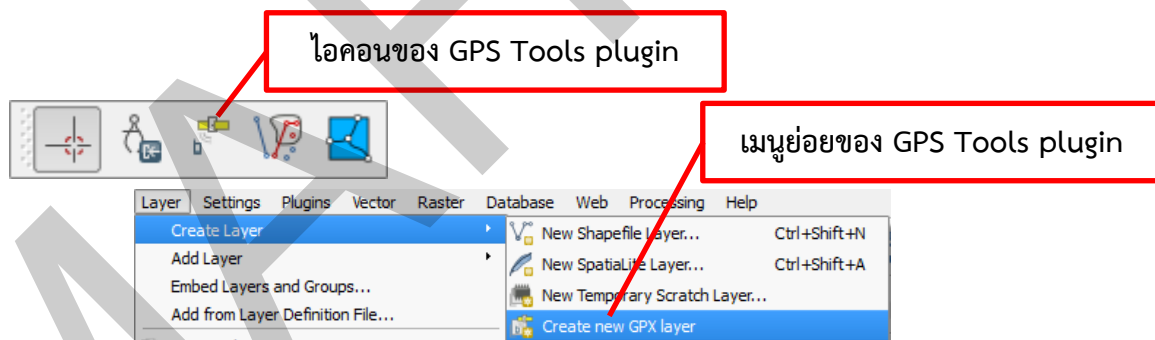 ไอคอนของ GPS Tools plugin
เมนูย่อยของ GPS Tools plugin
Layer Settings Plugins Vector Raster Database Web Processing Help
Create Layer
Add Layer
Embed Layers and Groups...
Add from Layer Definition File...
New Shapefile Layer... Ctrl+Shift+N
New SpatiaLite Layer... Ctrl+Shift+A
New Temporary Scratch Layer...
Create new GPX layer